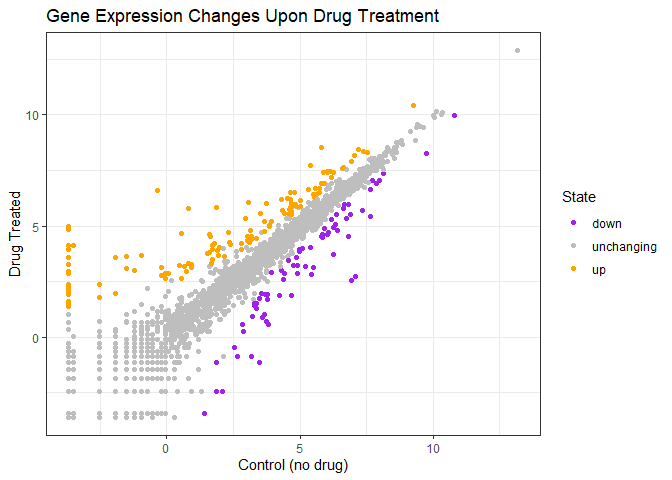 Gene Expression Changes Upon Drug Treatment
10
5
0
Drug Treated
0
5
10
Control (no drug)
State
down
unchanging
up